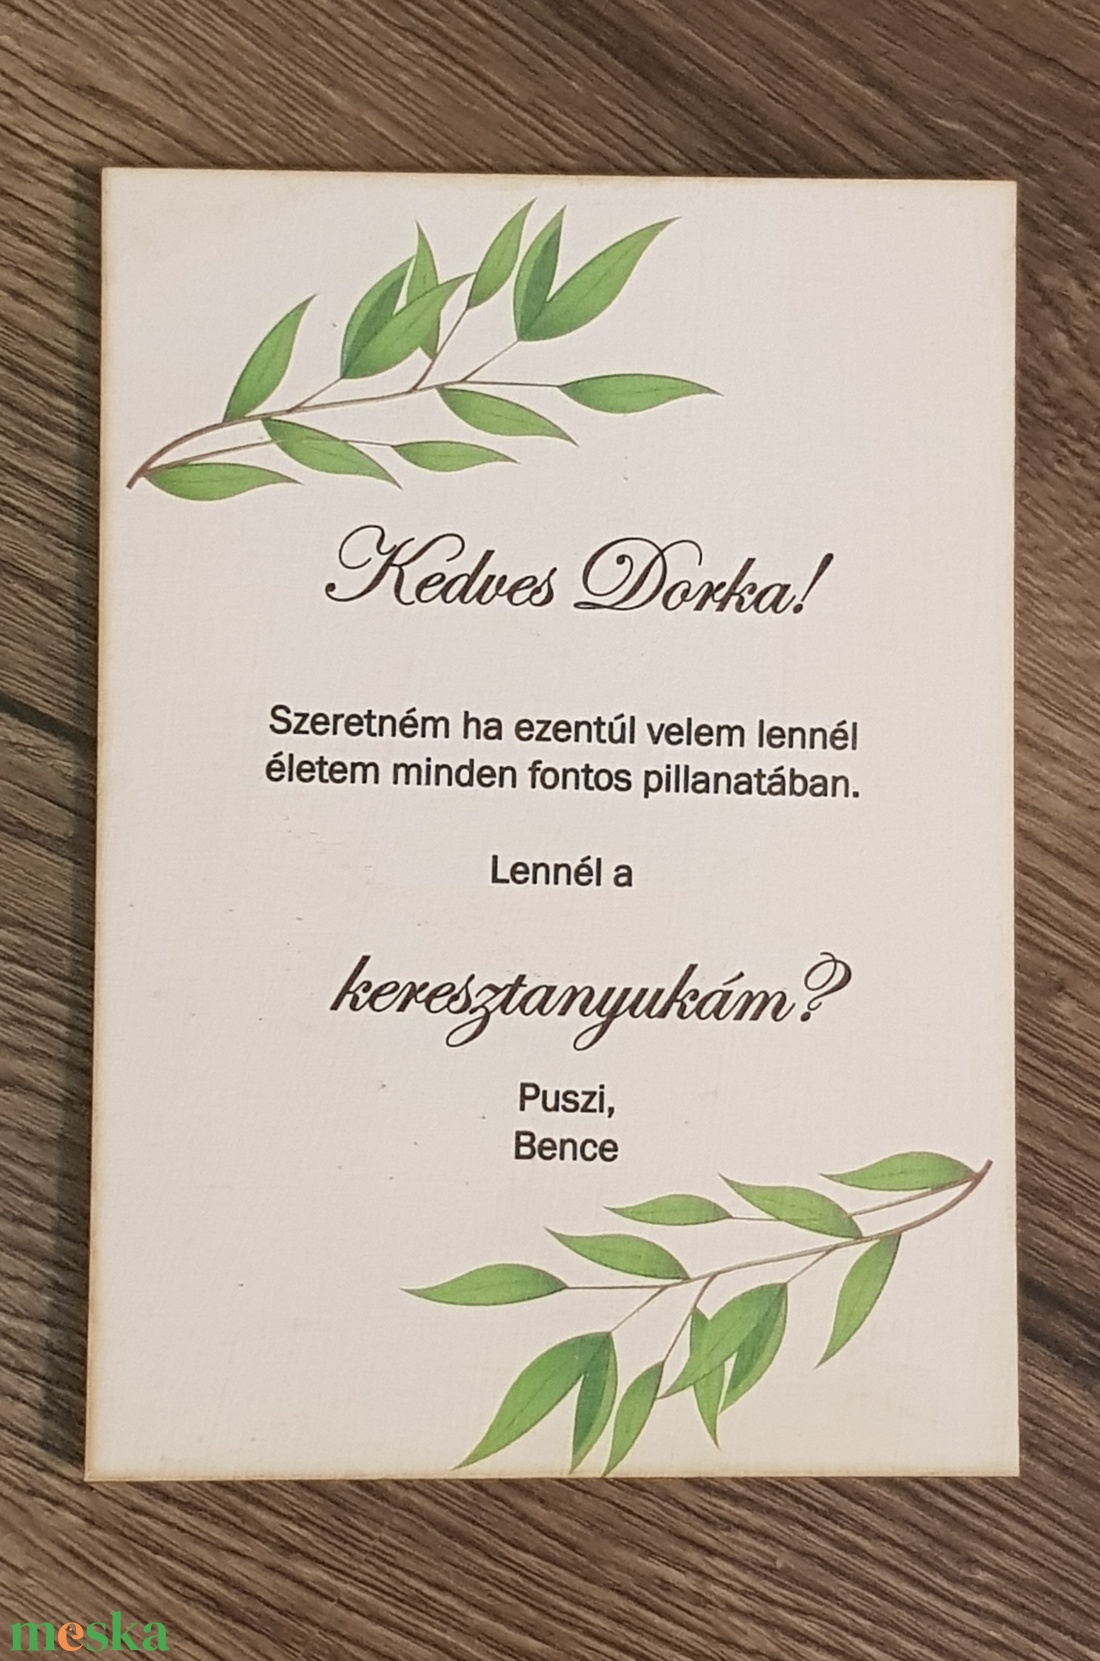 Kedves Dorka!
Szeretném ha ezentúl velem lennél
életem minden fontos pillanatában.
Lennél a
keresztanyukám?
Puszi,
Bence
meska